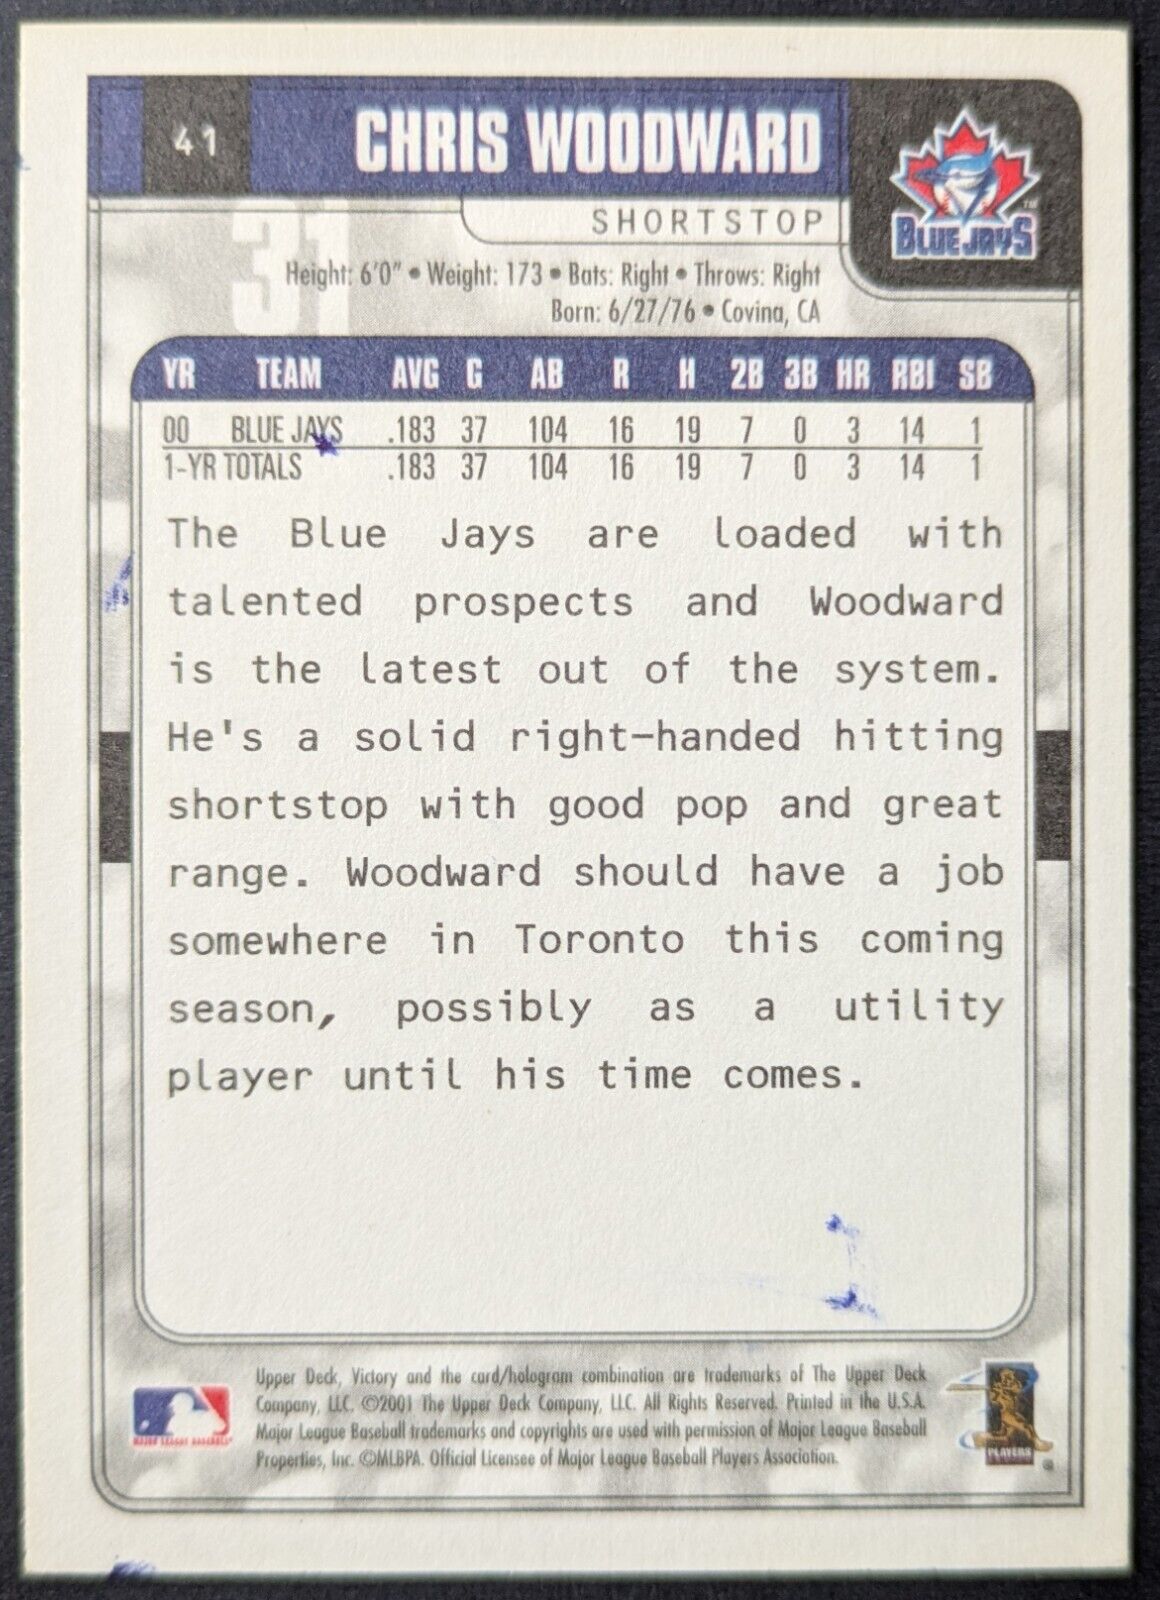 41
CHRIS WOODWARD
BLUE JAYS
TM
SHORTSTOP
31
Height: 6'0" • Weight: 173 • Bats: Right • Throws: Right
Born: 6/27/76 • Covina, CA
YR TEAM AVG G AB R H 2B 3B HR RBI SB
00 BLUE JAYS .183 37 104 16 19 7 0 3 14 1
1-YR TOTALS .183 37 104 16 19 7 0 3 14 1
The Blue Jays are loaded with
talented prospects and Woodward
is the latest out of the system.
He's a solid right-handed hitting
shortstop with good pop and great
range. Woodward should have a job
somewhere in Toronto this coming
season, possibly as a utility
player until his time comes.
Upper Deck, Victory and the card/hologram combination are trademarks of The Upper Deck
Company, LLC. ©2001 The Upper Deck Company, LLC. All Rights Reserved. Printed in the U.S.A.
Major League Baseball trademarks and copyrights are used with permission of Major League Baseball
Properties, Inc. ©MLBPA. Official Licensee of Major League Baseball Players Association.
MAJOR LEAGUE BASEBALL
PLAYERS
®